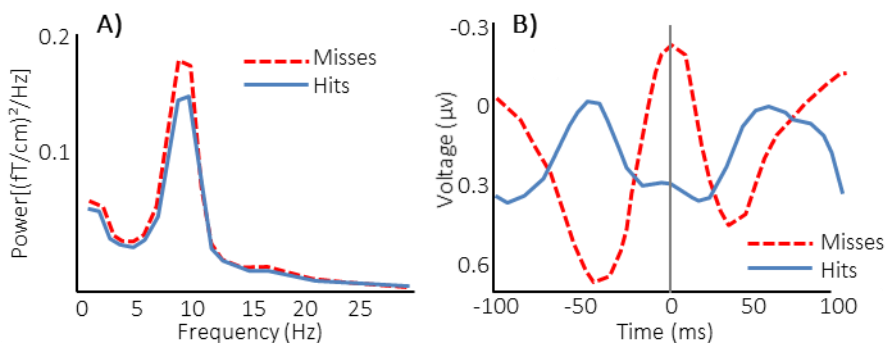 A)
Power[(fT/cm)²/Hz]
0.2
0.1
Misses
Hits
0 5 10 15 20 25
Frequency (Hz)
B)
Voltage (µv)
-0.3
0
0.3
0.6
Misses
Hits
-100 -50 0 50 100
Time (ms)